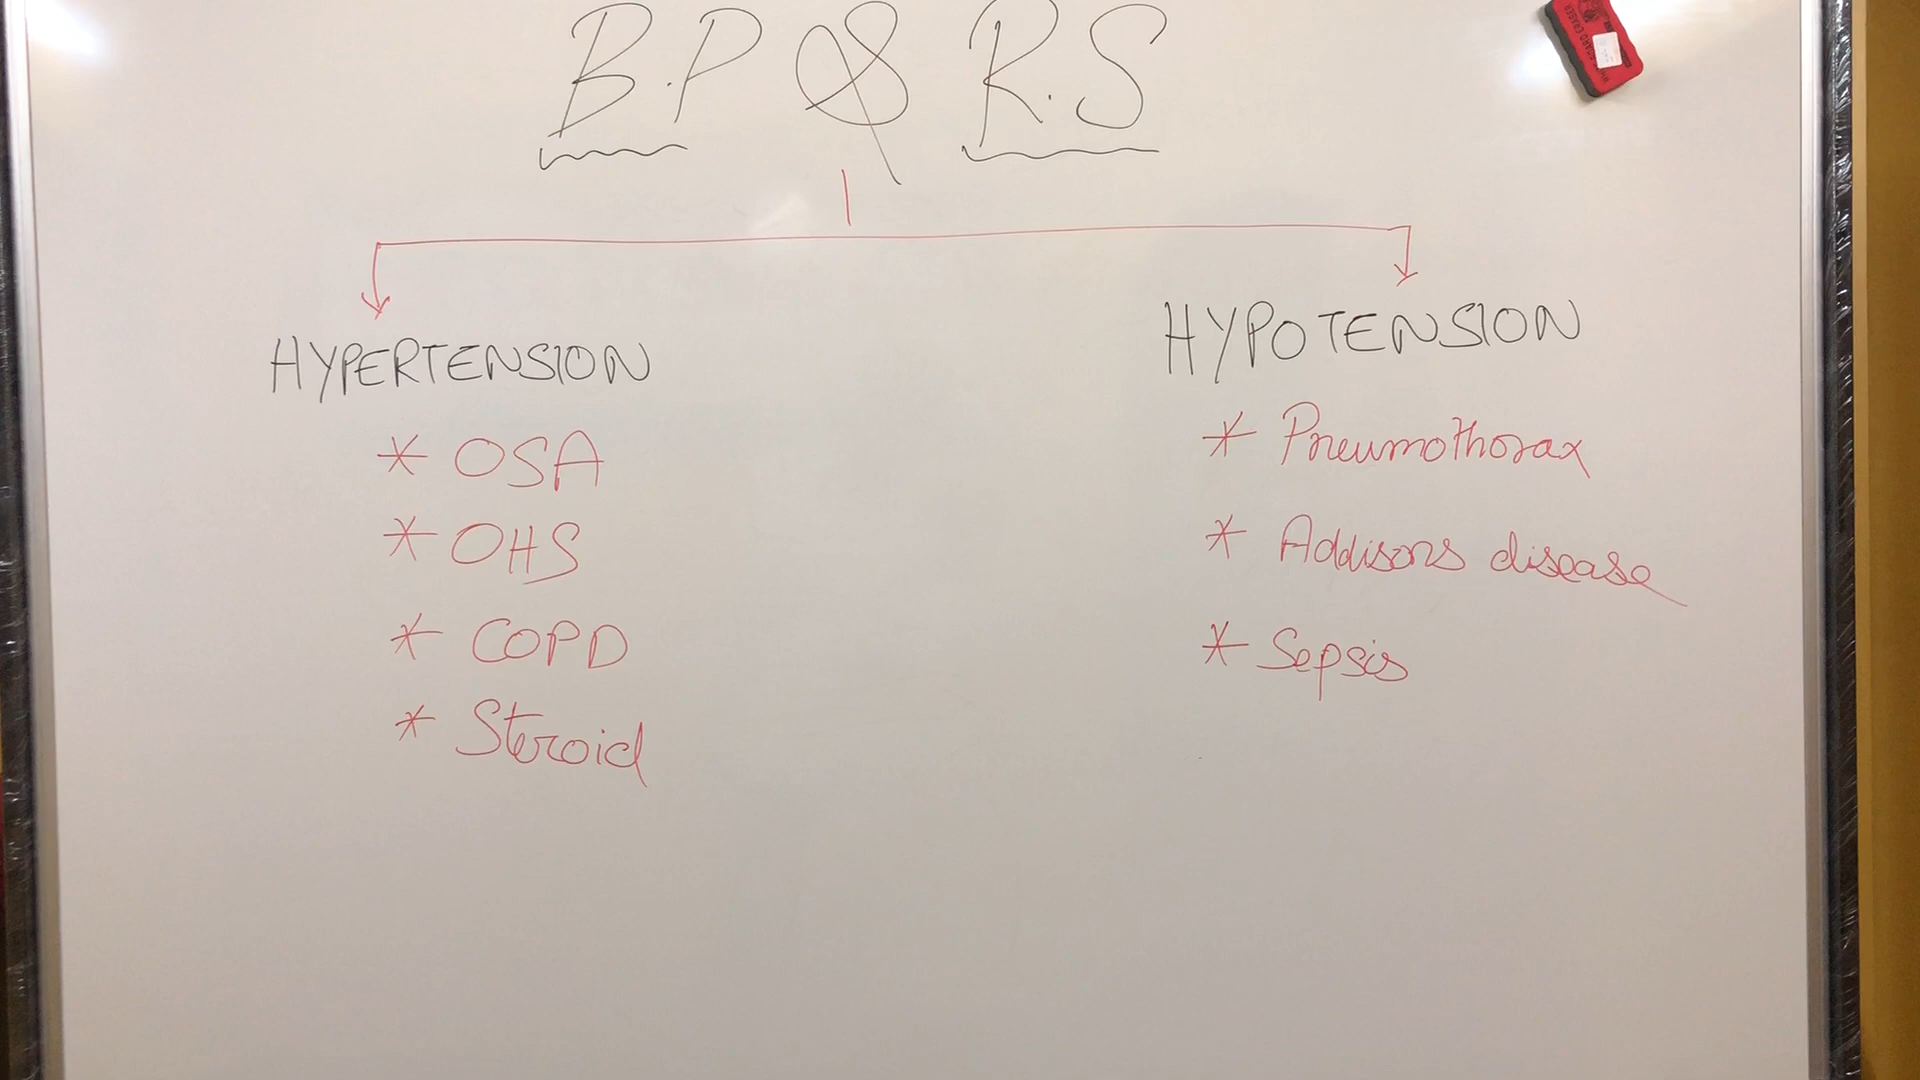 B.P & R.S
HYPERTENSION
* OSA
* OHS
* COPD
* Steroid
HYPOTENSION
* Pneumothorax
* Addisons disease
* Sepsis